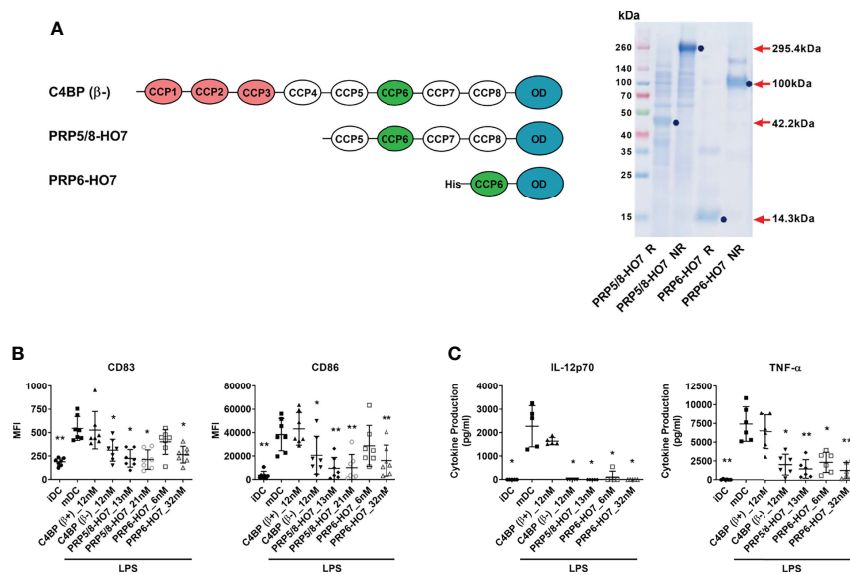 A
C4BP (β-)
CCP1 CCP2 CCP3 CCP4 CCP5 CCP6 CCP7 CCP8 OD
PRP5/8-HO7
CCP5 CCP6 CCP7 CCP8 OD
PRP6-HO7
His CCP6 OD
kDa
260
140
100
70
50
40
35
25
15
295.4kDa
100kDa
42.2kDa
14.3kDa
PRP5/8-HO7 R
PRP5/8-HO7 NR
PRP6-HO7 R
PRP6-HO7 NR
B
CD83
MFI
1000
750
500
250
0
** * * * *
iDC
mDC
C4BP (β+)_12nM
C4BP (β-)_12nM
PRP5/8-HO7_13nM
PRP5/8-HO7_21nM
PRP6-HO7_6nM
PRP6-HO7_32nM
LPS
CD86
MFI
80000
60000
40000
20000
0
** * ** ** **
iDC
mDC
C4BP (β+)_12nM
C4BP (β-)_12nM
PRP5/8-HO7_13nM
PRP5/8-HO7_21nM
PRP6-HO7_6nM
PRP6-HO7_32nM
LPS
C
IL-12p70
Cytokine Production
(pg/ml)
4000
3000
2000
1000
0
* * * * *
iDC
mDC
C4BP (β+)_12nM
C4BP (β-)_12nM
PRP5/8-HO7_13nM
PRP6-HO7_6nM
PRP6-HO7_32nM
LPS
TNF-α
Cytokine Production
(pg/ml)
12500
10000
7500
5000
2500
0
** * ** * **
iDC
mDC
C4BP (β+)_12nM
C4BP (β-)_12nM
PRP5/8-HO7_13nM
PRP6-HO7_6nM
PRP6-HO7_32nM
LPS